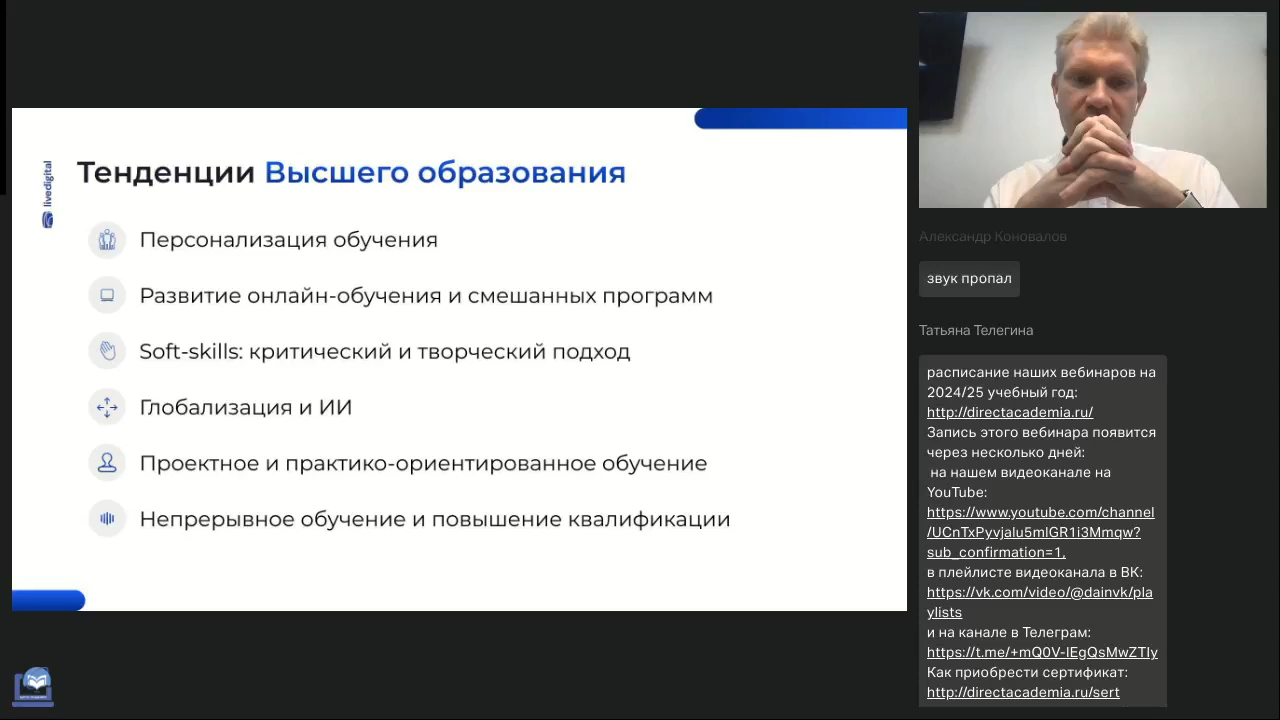 livedigital
Тенденции Высшего образования
Персонализация обучения
Развитие онлайн-обучения и смешанных программ
Soft-skills: критический и творческий подход
Глобализация и ИИ
Проектное и практико-ориентированное обучение
Непрерывное обучение и повышение квалификации
Александр Коновалов
звук пропал
Татьяна Телегина
расписание наших вебинаров на
2024/25 учебный год:
http://directacademia.ru/
Запись этого вебинара появится
через несколько дней:
на нашем видеоканале на
YouTube:
https://www.youtube.com/channel
/UCnTxPyvjalu5mlGR1i3Mmqw?
sub_confirmation=1,
в плейлисте видеоканала в ВК:
https://vk.com/video/@dainvk/pla
ylists
и на канале в Телеграм:
https://t.me/+mQ0V-IEgQsMwZTIy
Как приобрести сертификат:
http://directacademia.ru/sert